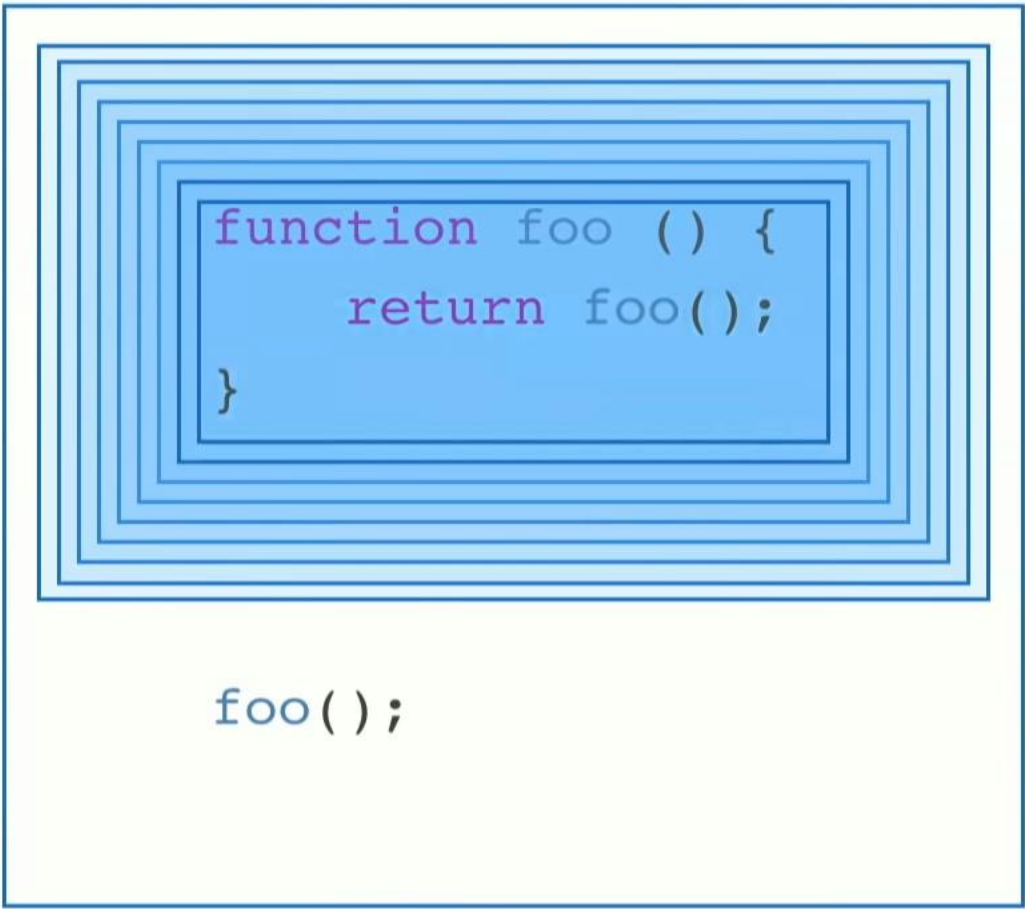 function foo () {
return foo();
}
foo();